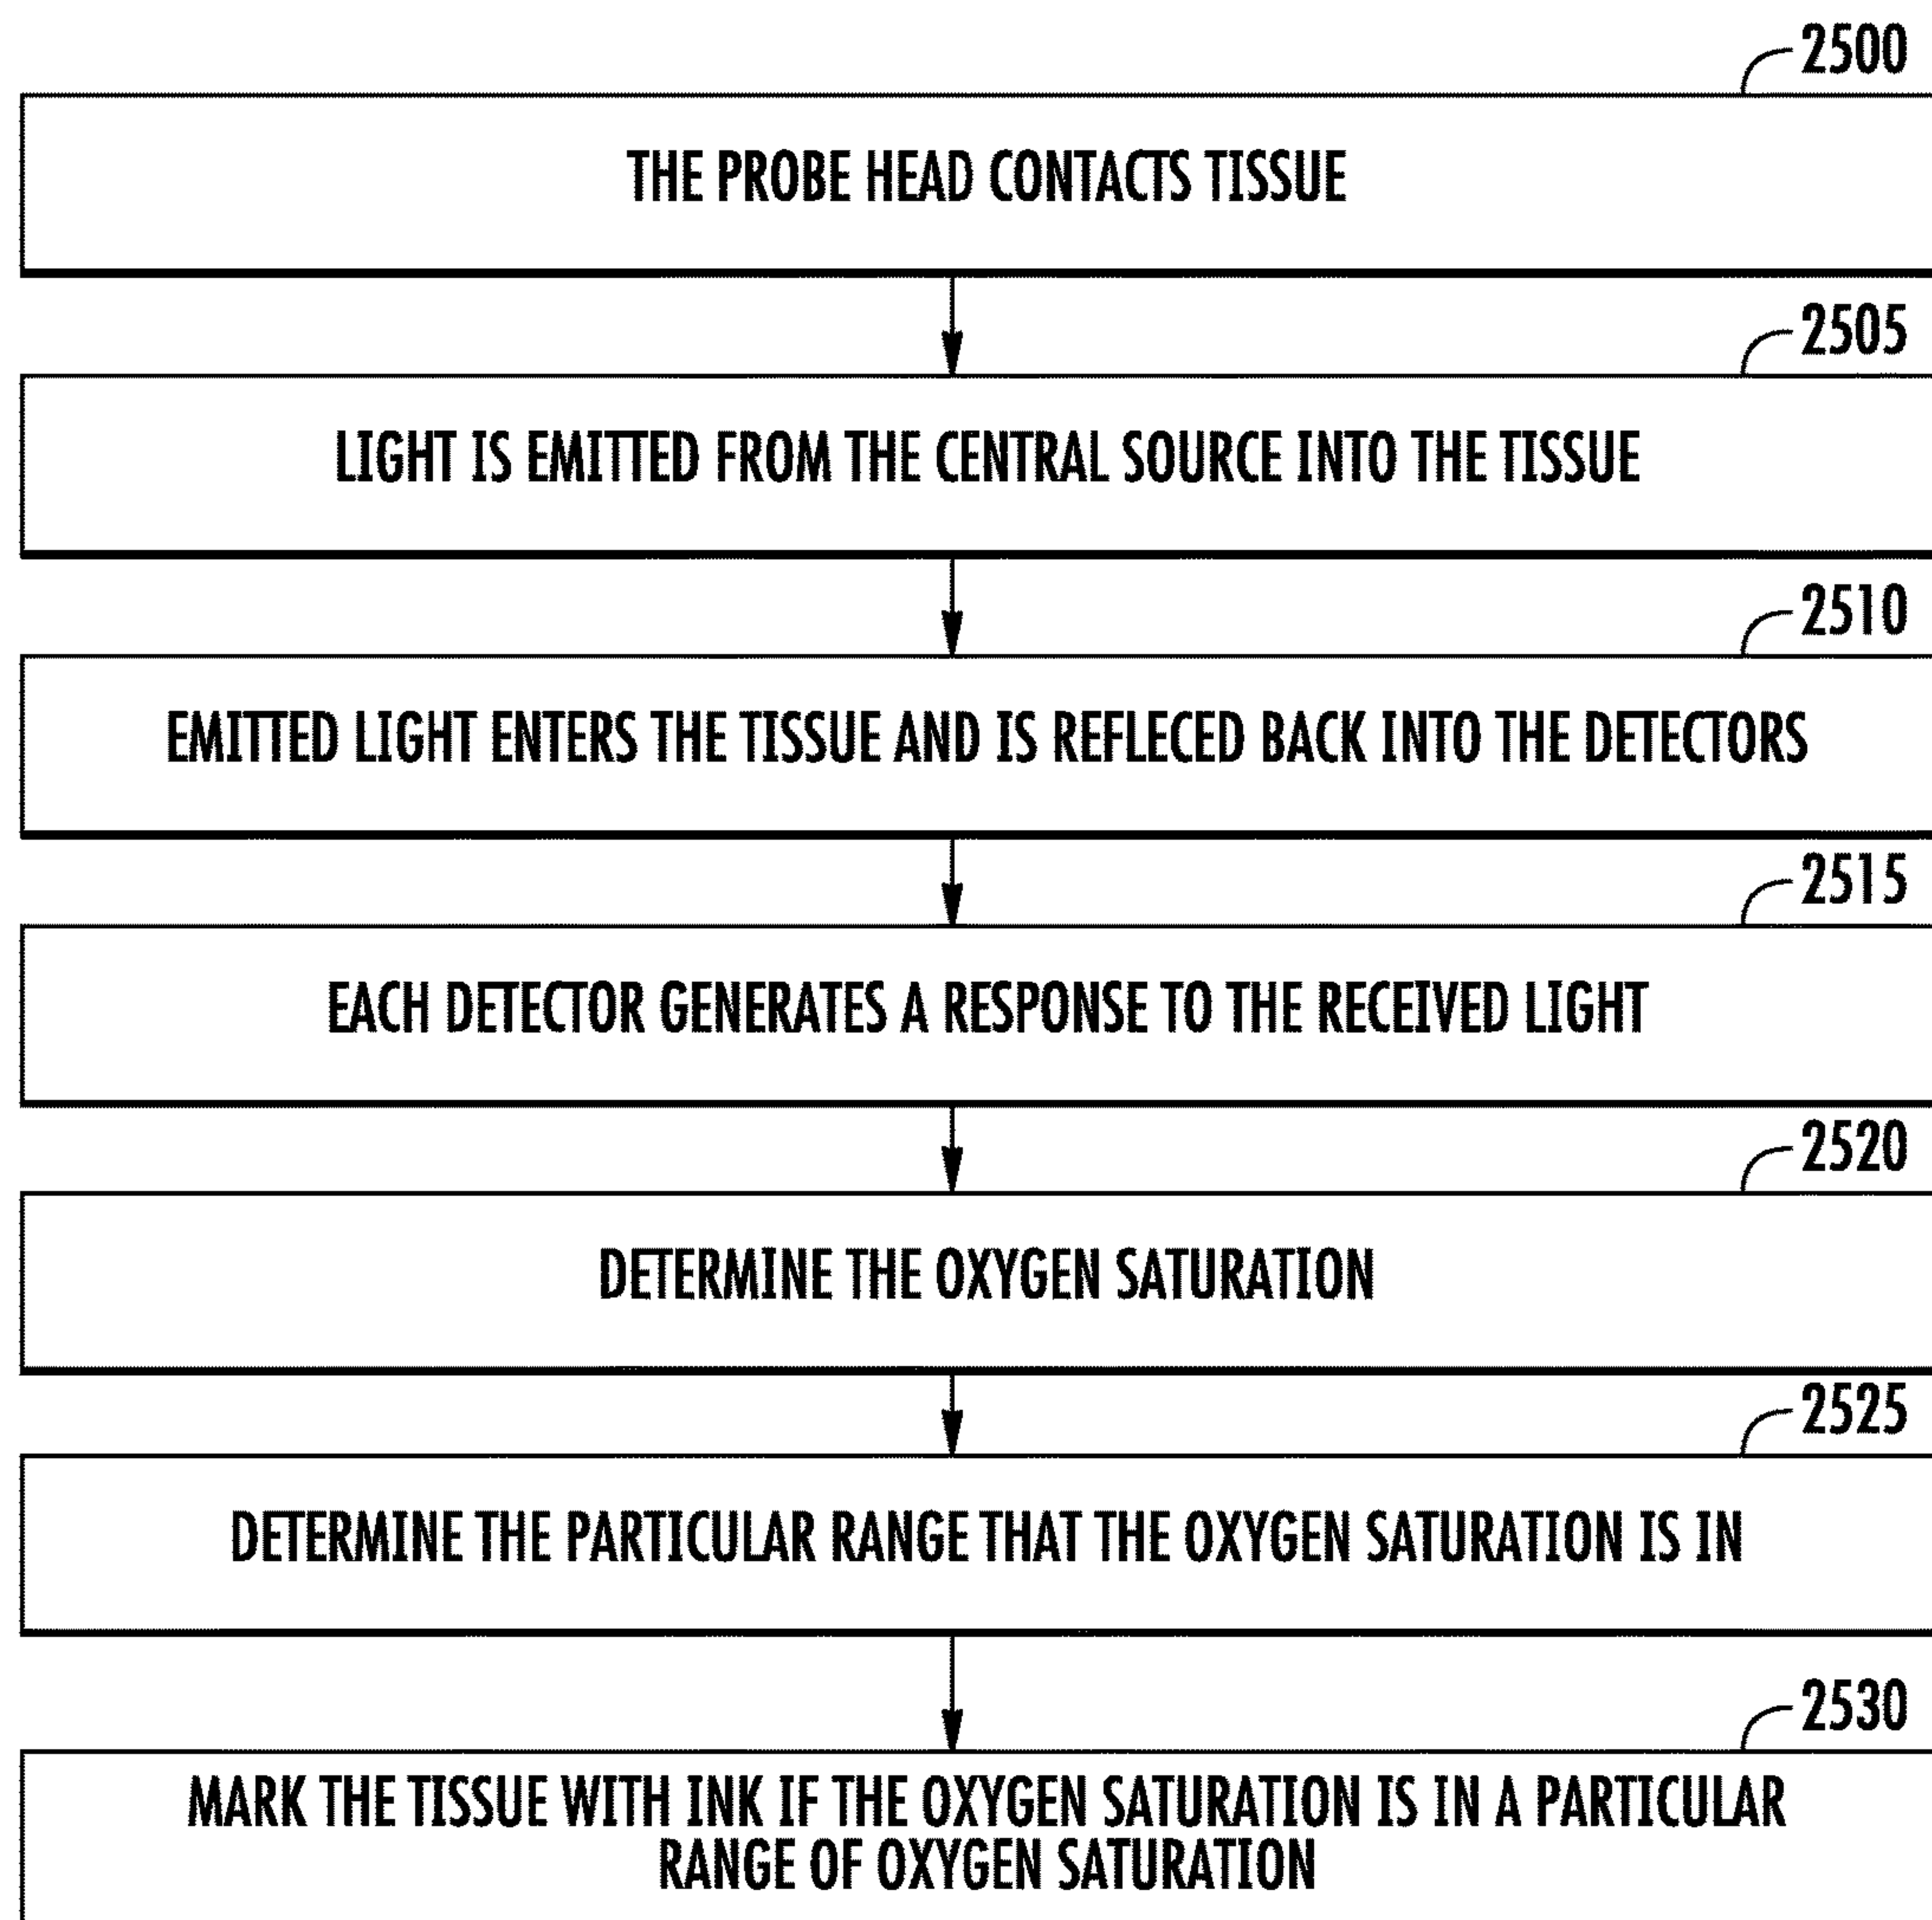 2500
THE PROBE HEAD CONTACTS TISSUE
2505
LIGHT IS EMITTED FROM THE CENTRAL SOURCE INTO THE TISSUE
2510
EMITTED LIGHT ENTERS THE TISSUE AND IS REFLECED BACK INTO THE DETECTORS
2515
EACH DETECTOR GENERATES A RESPONSE TO THE RECEIVED LIGHT
2520
DETERMINE THE OXYGEN SATURATION
2525
DETERMINE THE PARTICULAR RANGE THAT THE OXYGEN SATURATION IS IN
2530
MARK THE TISSUE WITH INK IF THE OXYGEN SATURATION IS IN A PARTICULAR
RANGE OF OXYGEN SATURATION